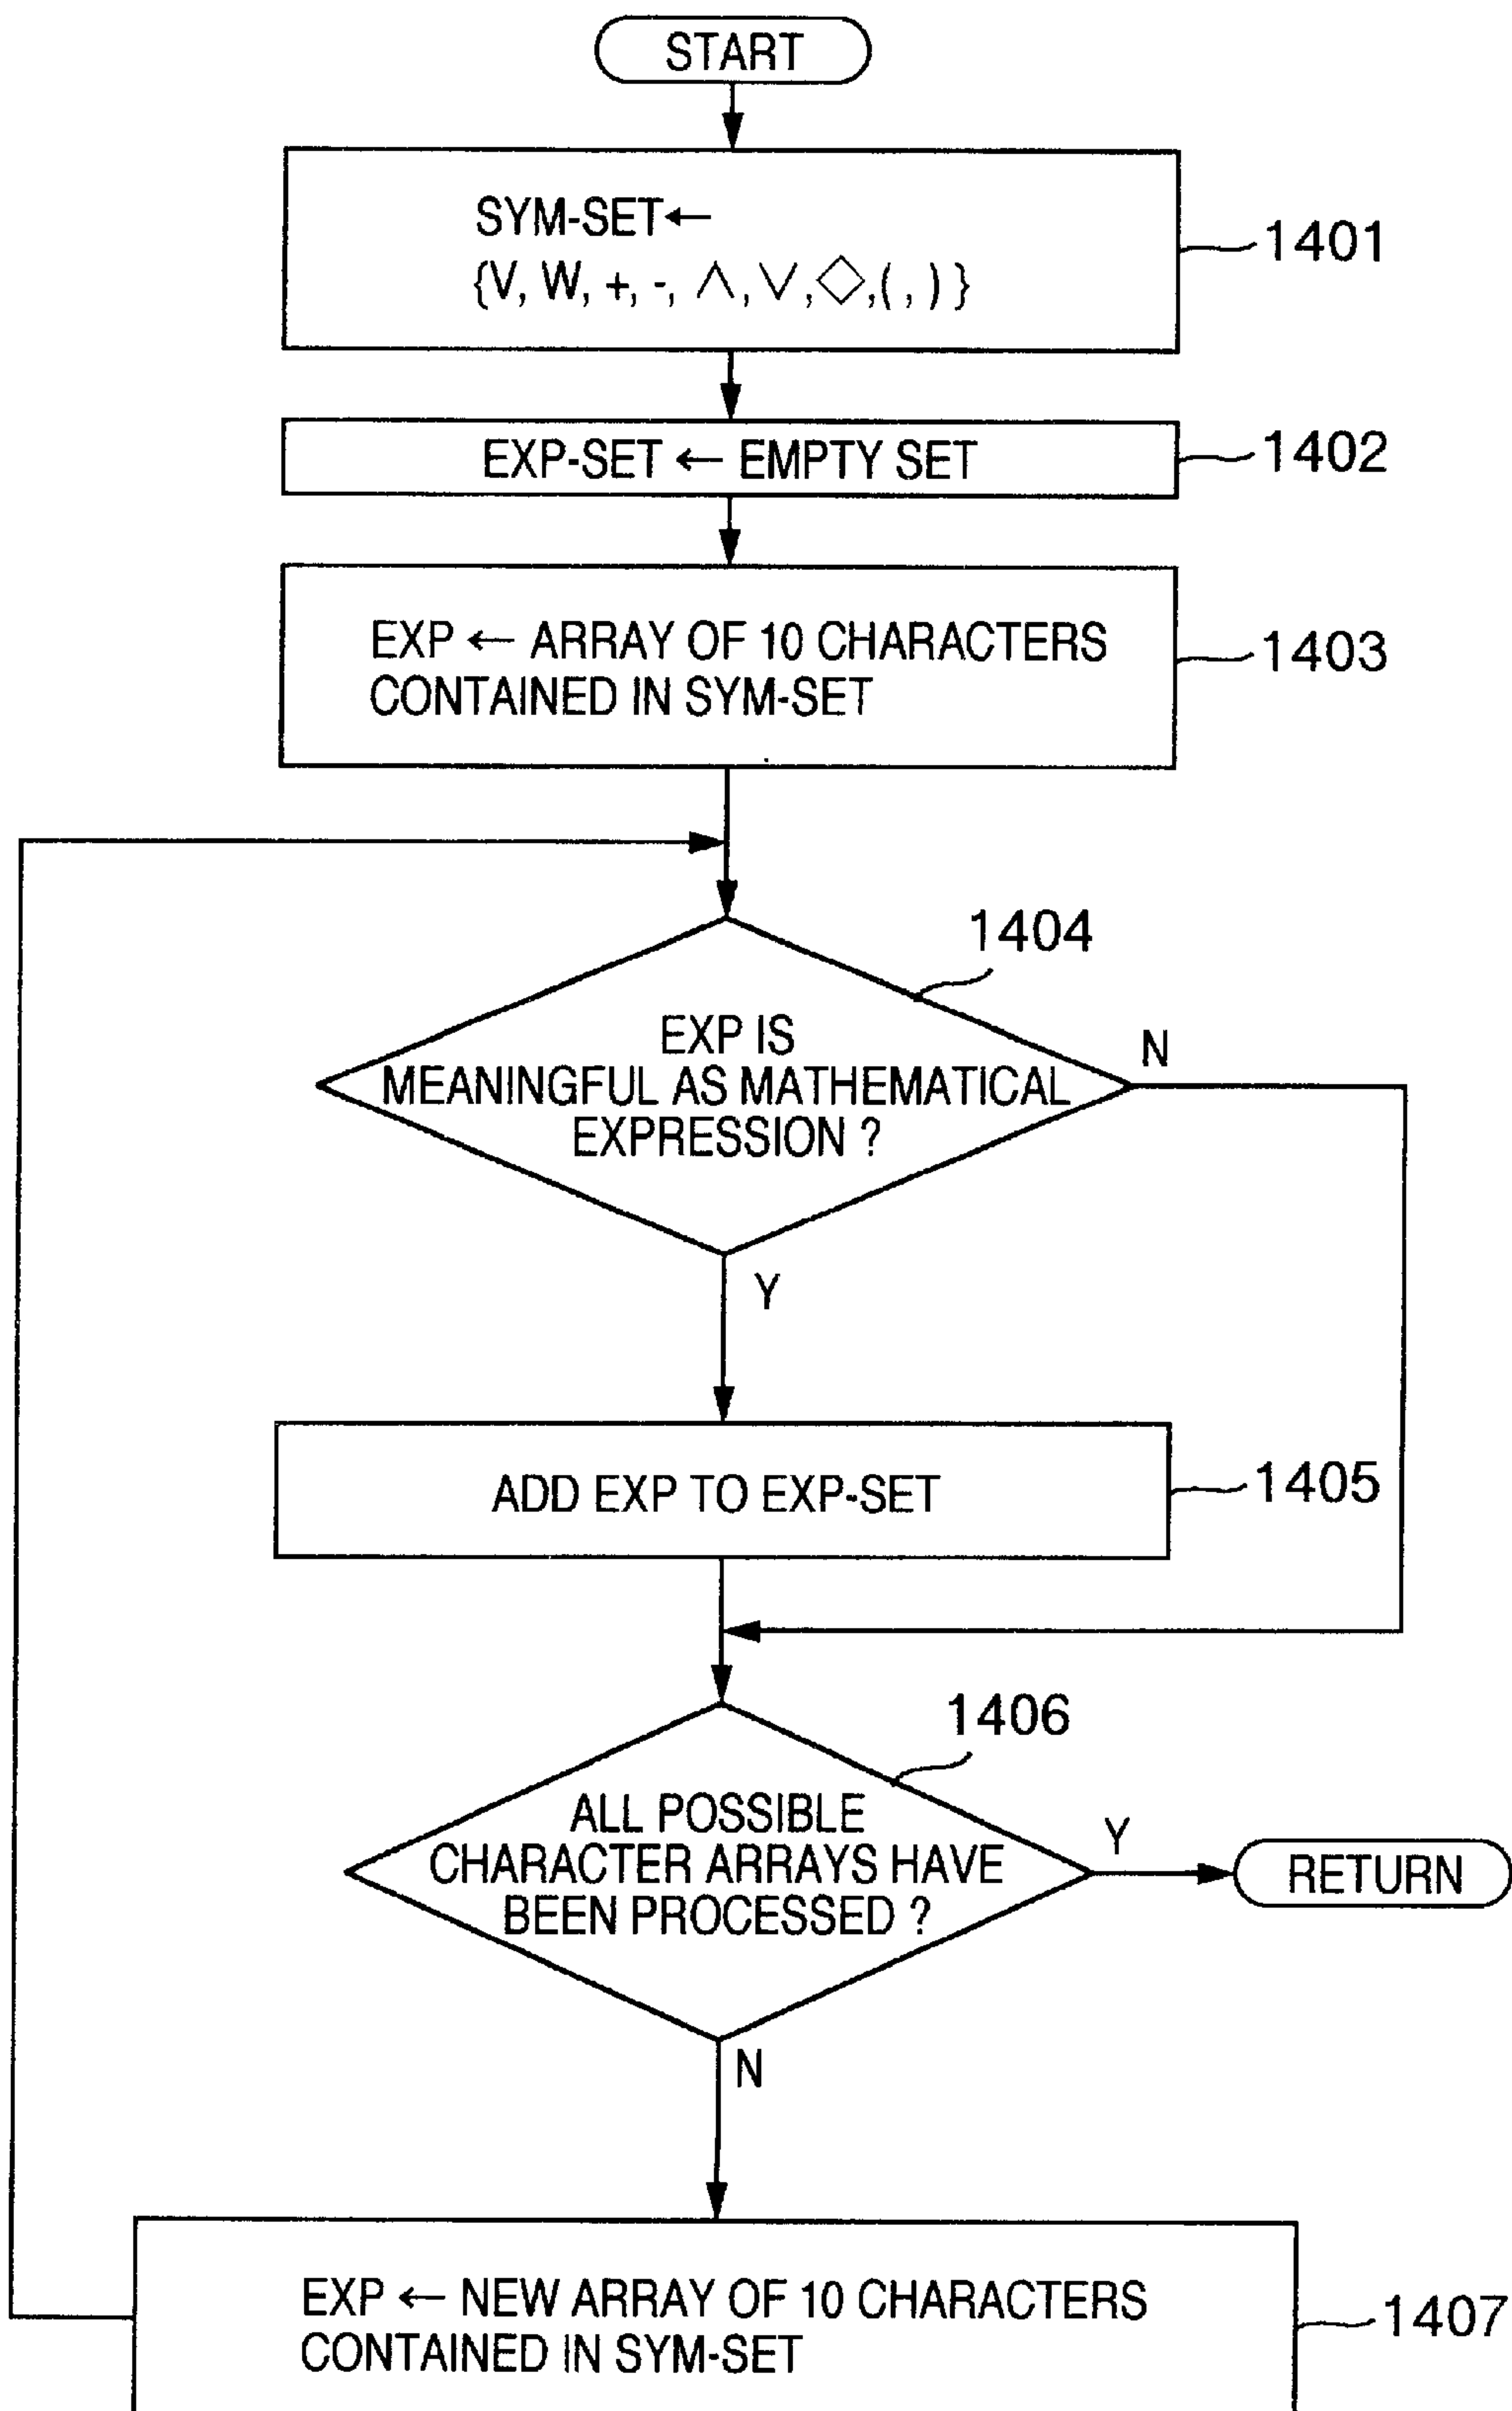 START
SYM-SET←
{V, W, +, -, ∧, ∨, ◇, (, ) }
1401
EXP-SET ← EMPTY SET
1402
EXP ← ARRAY OF 10 CHARACTERS
CONTAINED IN SYM-SET
1403
1404
EXP IS
MEANINGFUL AS MATHEMATICAL
EXPRESSION ?
N
Y
ADD EXP TO EXP-SET
1405
1406
ALL POSSIBLE
CHARACTER ARRAYS HAVE
BEEN PROCESSED ?
Y
RETURN
N
EXP ← NEW ARRAY OF 10 CHARACTERS
CONTAINED IN SYM-SET
1407